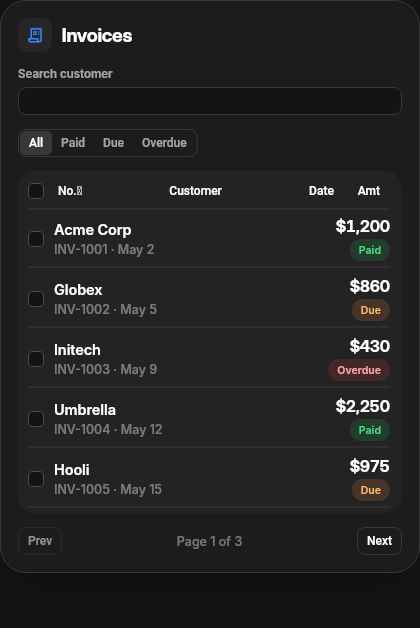 Invoices
Search customer
All Paid Due Overdue
No. Customer Date Amt
Acme Corp $1,200
INV-1001 · May 2 Paid
Globex $860
INV-1002 · May 5 Due
Initech $430
INV-1003 · May 9 Overdue
Umbrella $2,250
INV-1004 · May 12 Paid
Hooli $975
INV-1005 · May 15 Due
Prev Page 1 of 3 Next